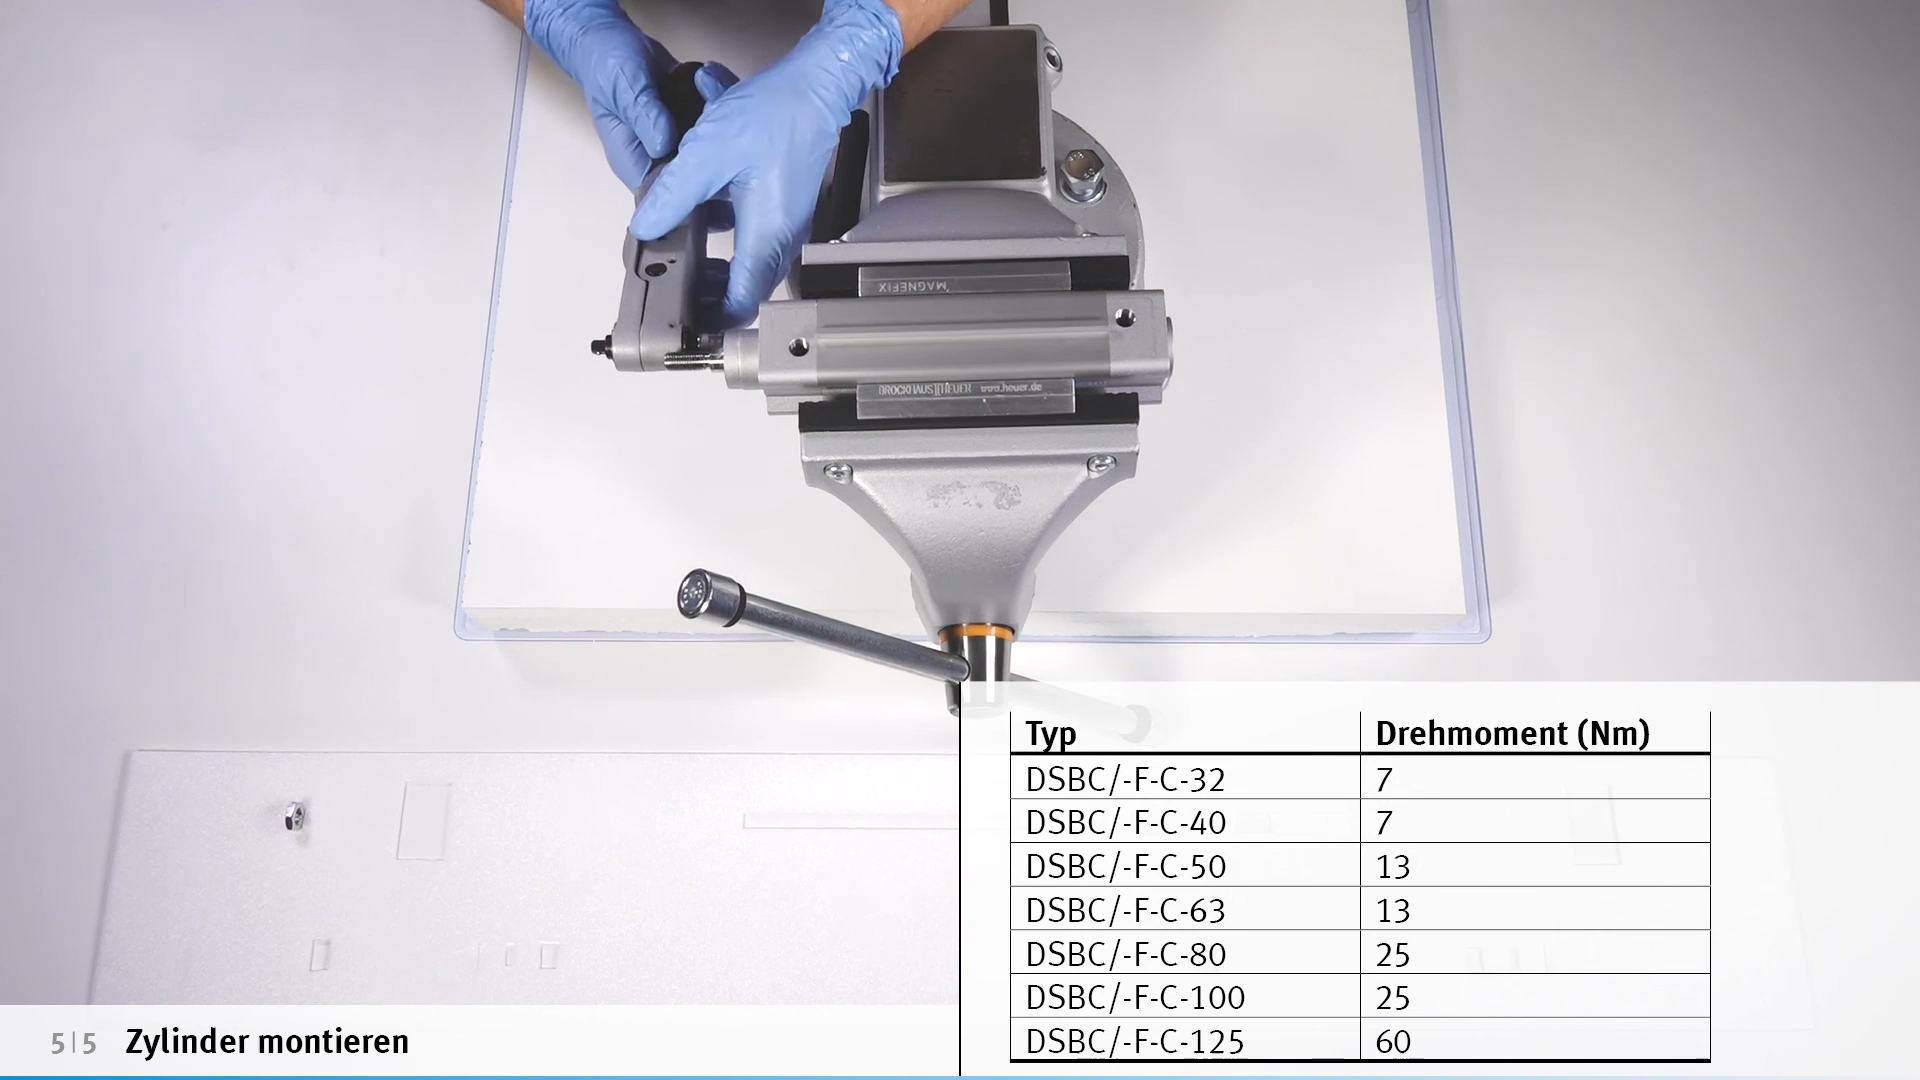 MAGNEFIX
BROCKHAUS HEUER www.heuer.de
Typ Drehmoment (Nm)
DSBC/-F-C-32 7
DSBC/-F-C-40 7
DSBC/-F-C-50 13
DSBC/-F-C-63 13
DSBC/-F-C-80 25
DSBC/-F-C-100 25
DSBC/-F-C-125 60
5|5 Zylinder montieren